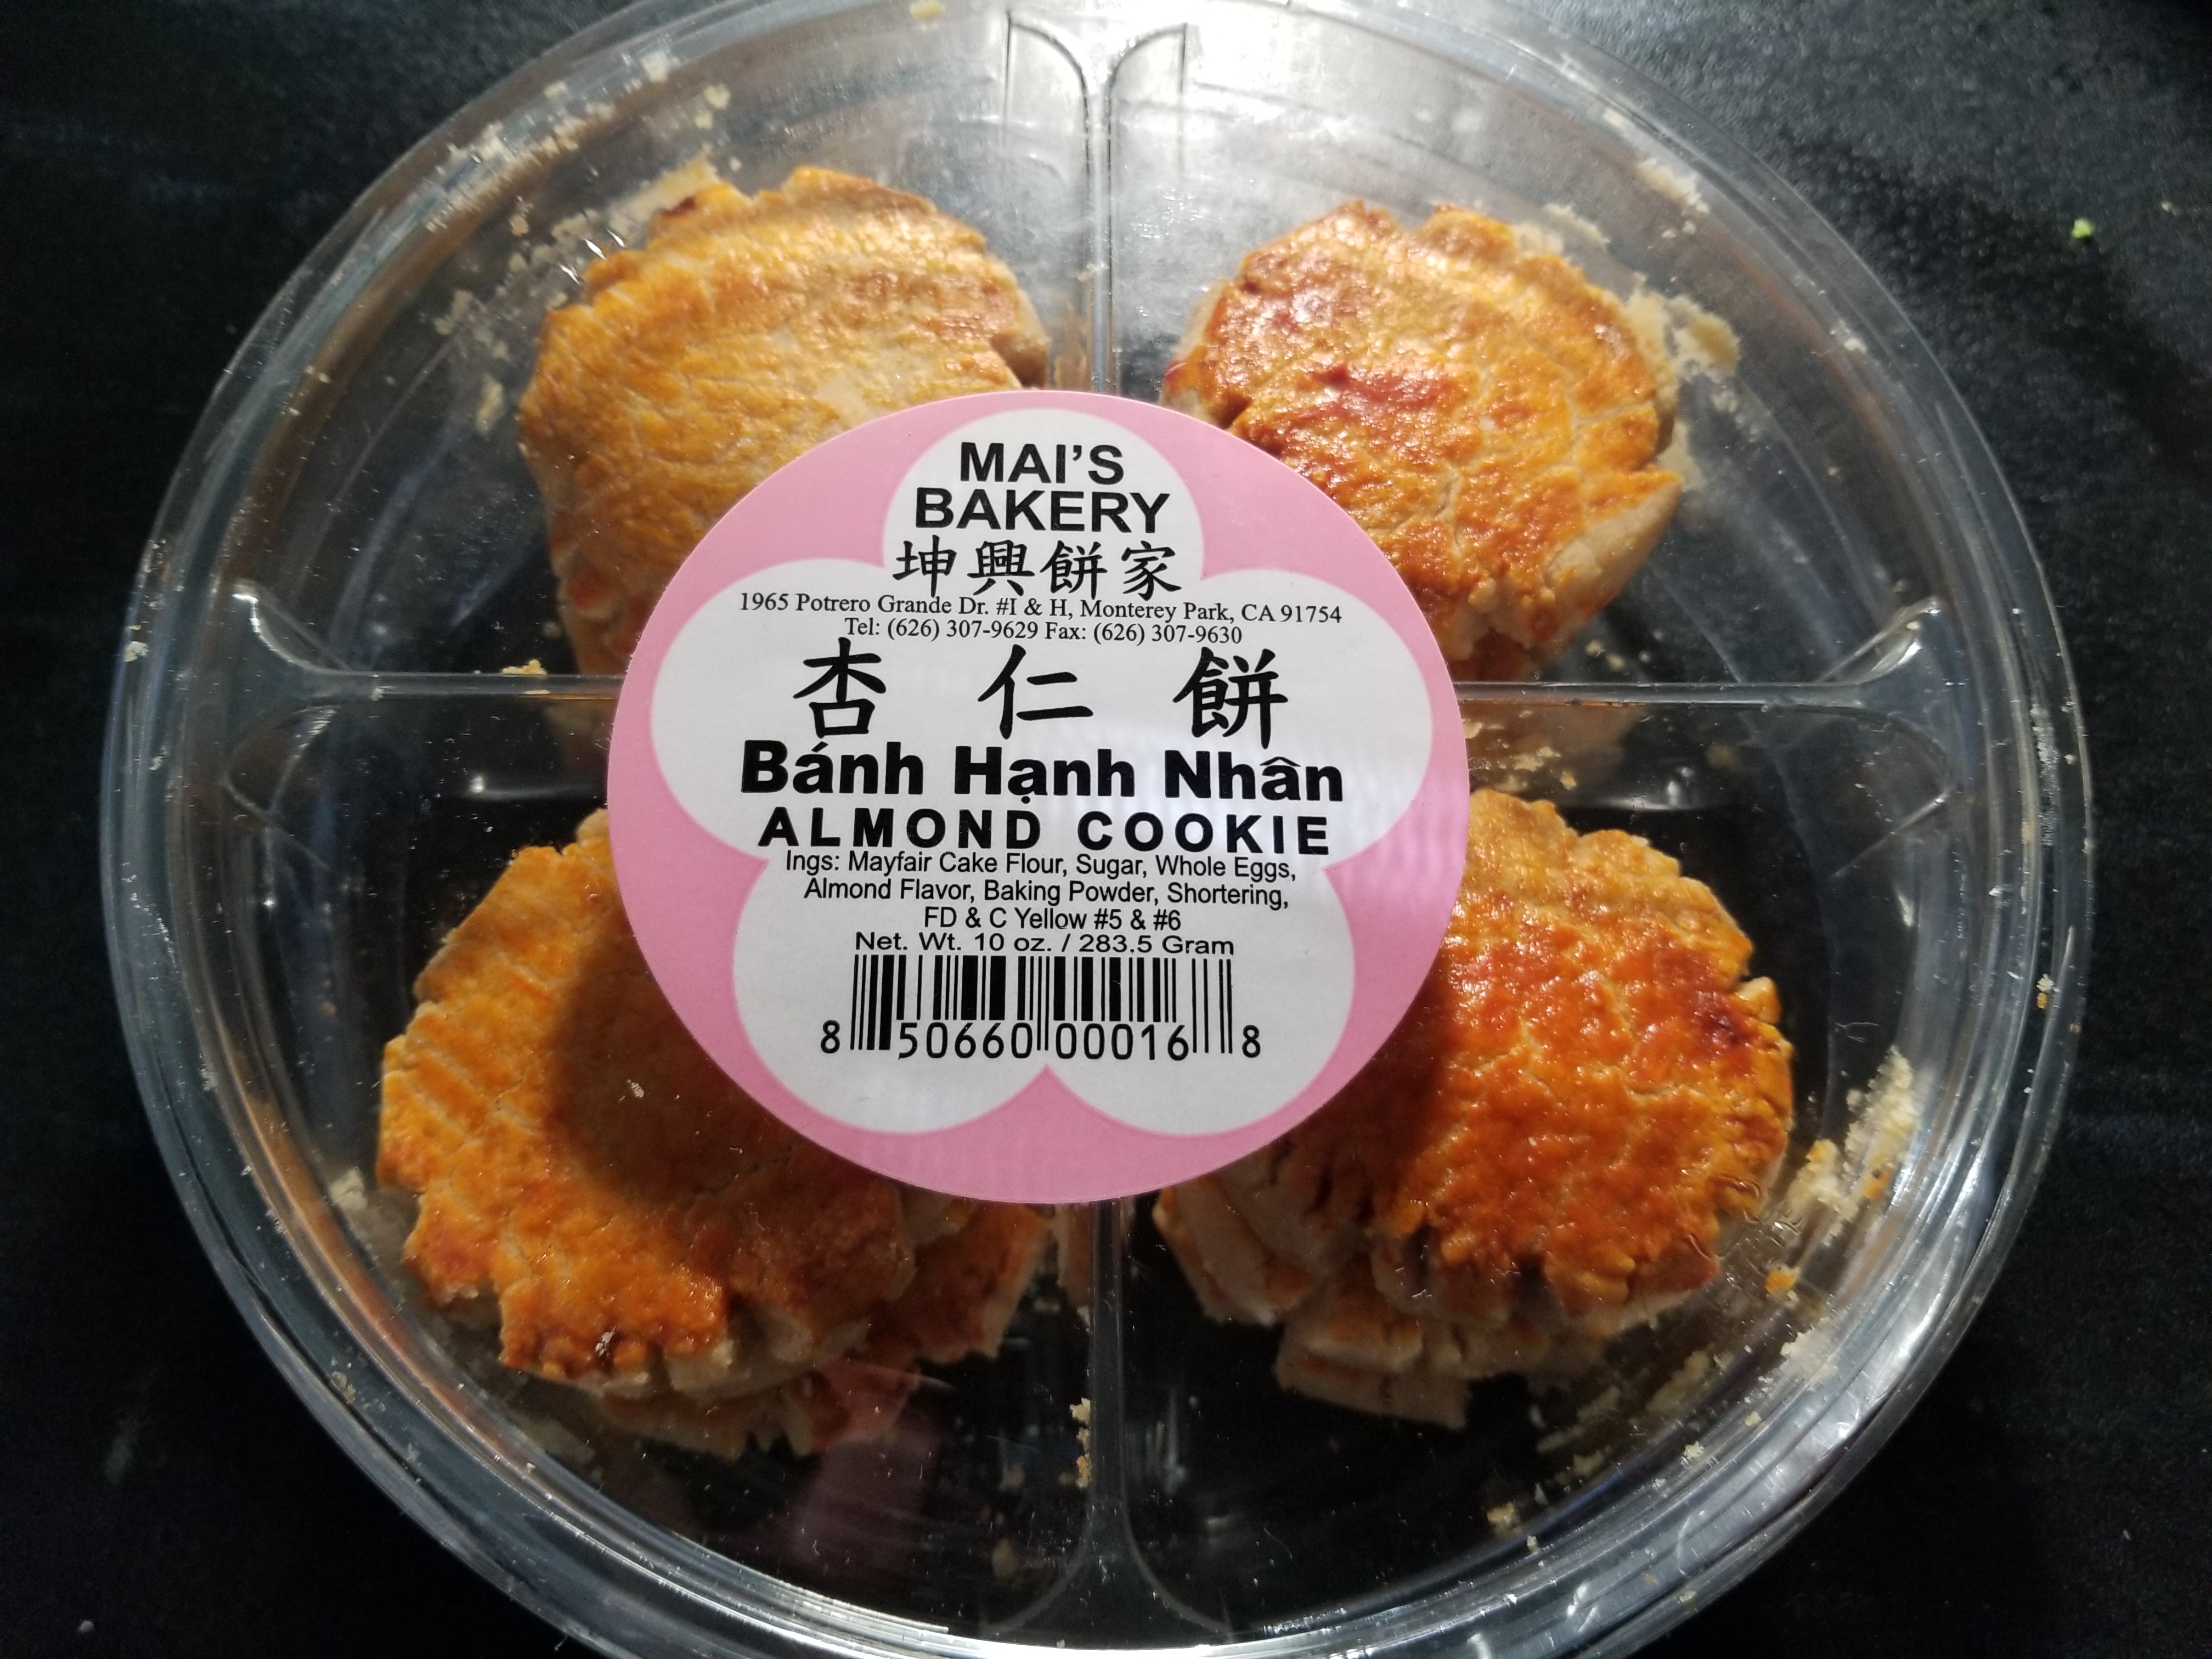 MAI'S
BAKERY
坤興餅家
1965 Potrero Grande Dr. #I & H, Monterey Park, CA 91754
Tel: (626) 307-9629 Fax: (626) 307-9630
杏 仁 餅
Bánh Hạnh Nhân
ALMOND COOKIE
Ings: Mayfair Cake Flour, Sugar, Whole Eggs,
Almond Flavor, Baking Powder, Shortering,
FD & C Yellow #5 & #6
Net. Wt. 10 oz. / 283.5 Gram
8 50660 00016 8